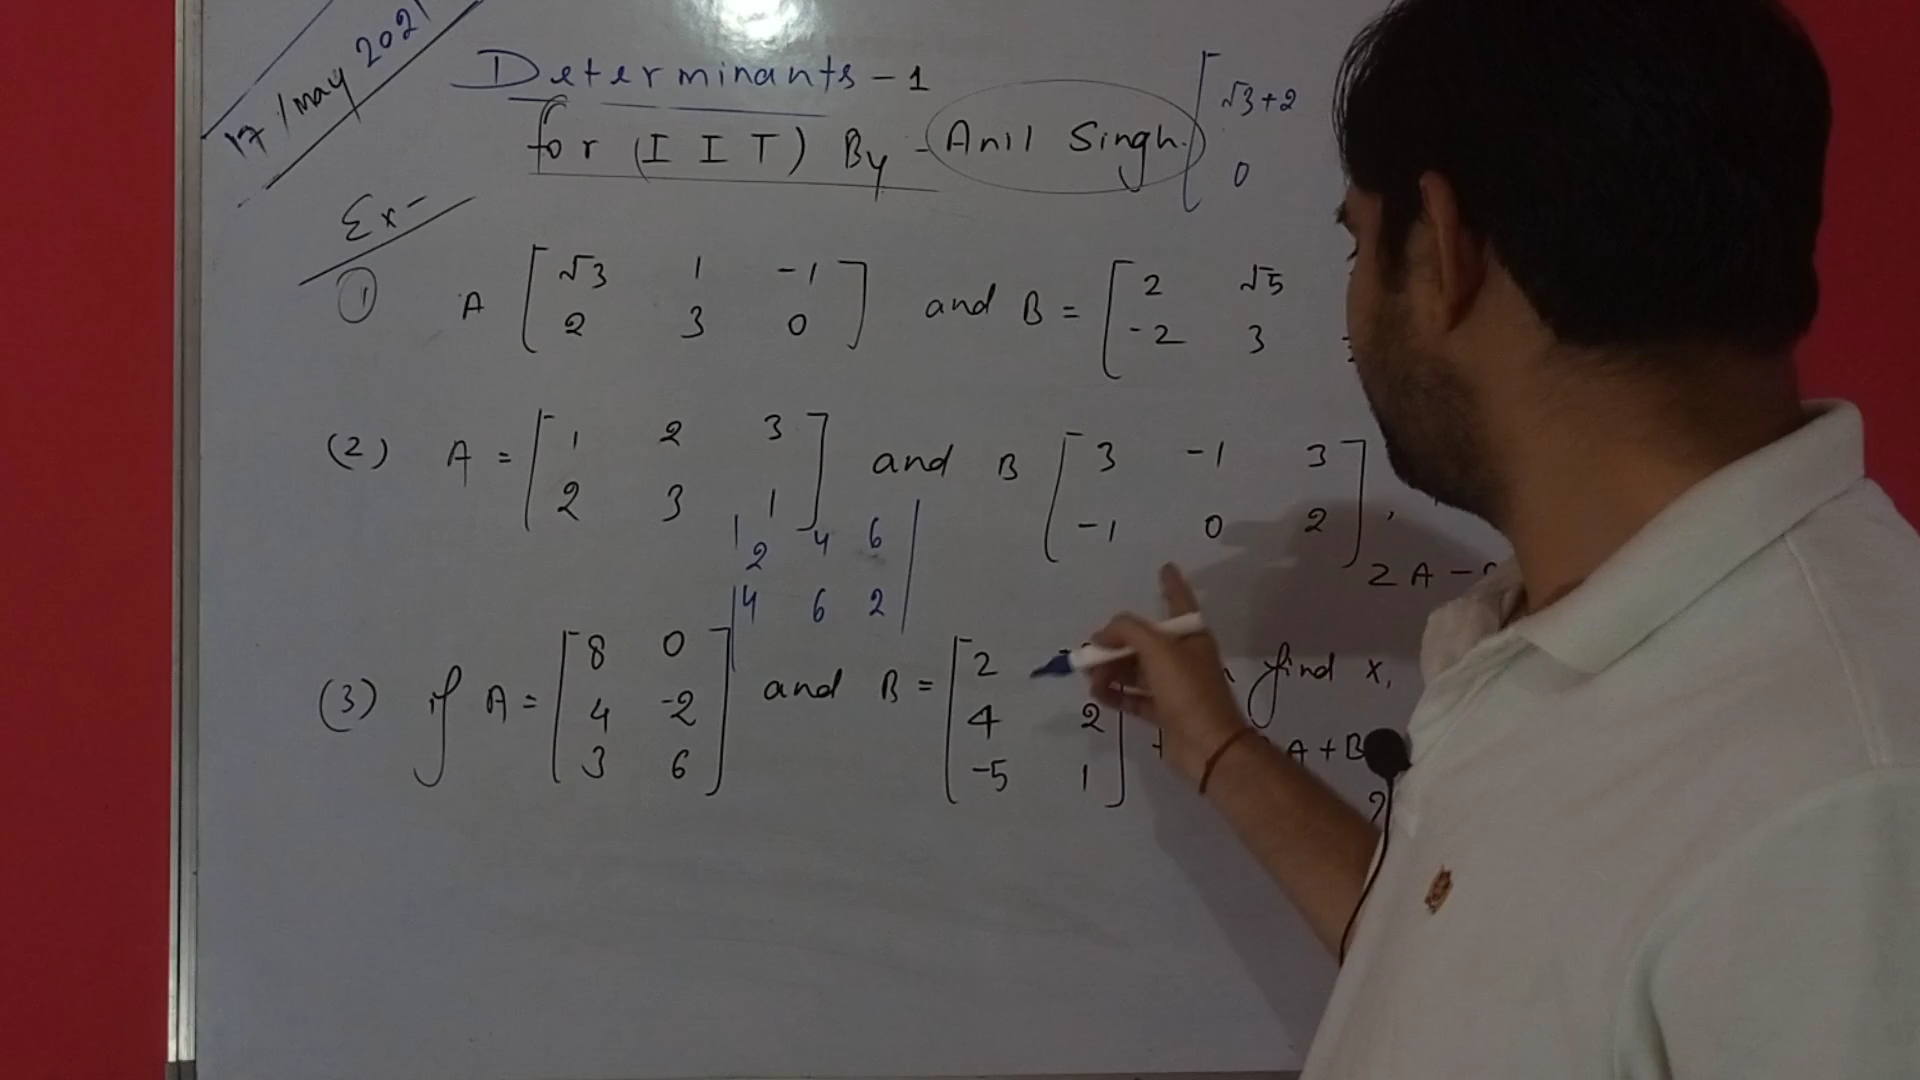 17/May 2021
Determinants-1
for (IIT) By - Anil Singh.
[ √3+2
0
Ex-
(1) A [ √3 1 -1 ] and B = [ 2 √5
2 3 0 -2 3
(2) A = [ 1 2 3 ] and B [ 3 -1 3 ],
2 3 1 -1 0 2
2 4 6
2A -
4 6 2
(3) if A = [ 8 0 ] and B = [ 2 find x,
4 -2 4 2
A+B
3 6 -5 1